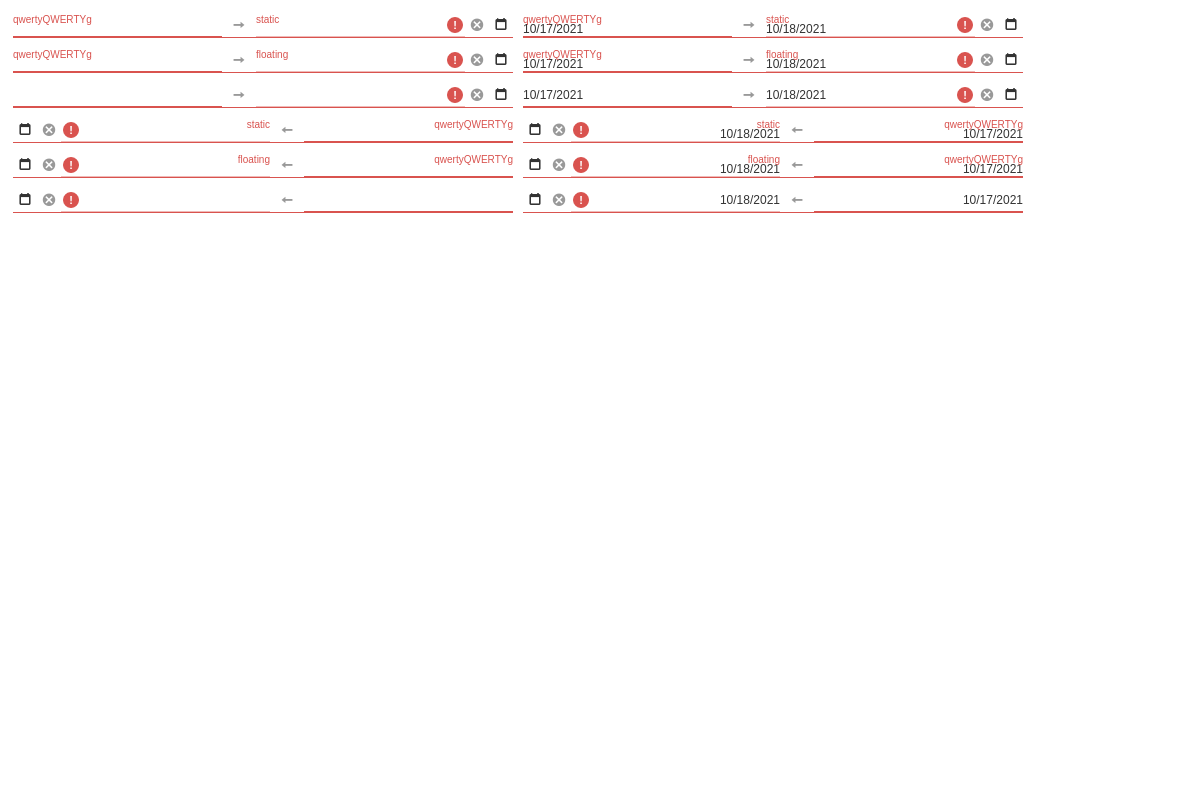 qwertyQWERTYg static qwertyQWERTYg static
10/17/2021 10/18/2021
qwertyQWERTYg floating qwertyQWERTYg floating
10/17/2021 10/18/2021
10/17/2021 10/18/2021
static qwertyQWERTYg static qwertyQWERTYg
10/18/2021 10/17/2021
floating qwertyQWERTYg floating qwertyQWERTYg
10/18/2021 10/17/2021
10/18/2021 10/17/2021